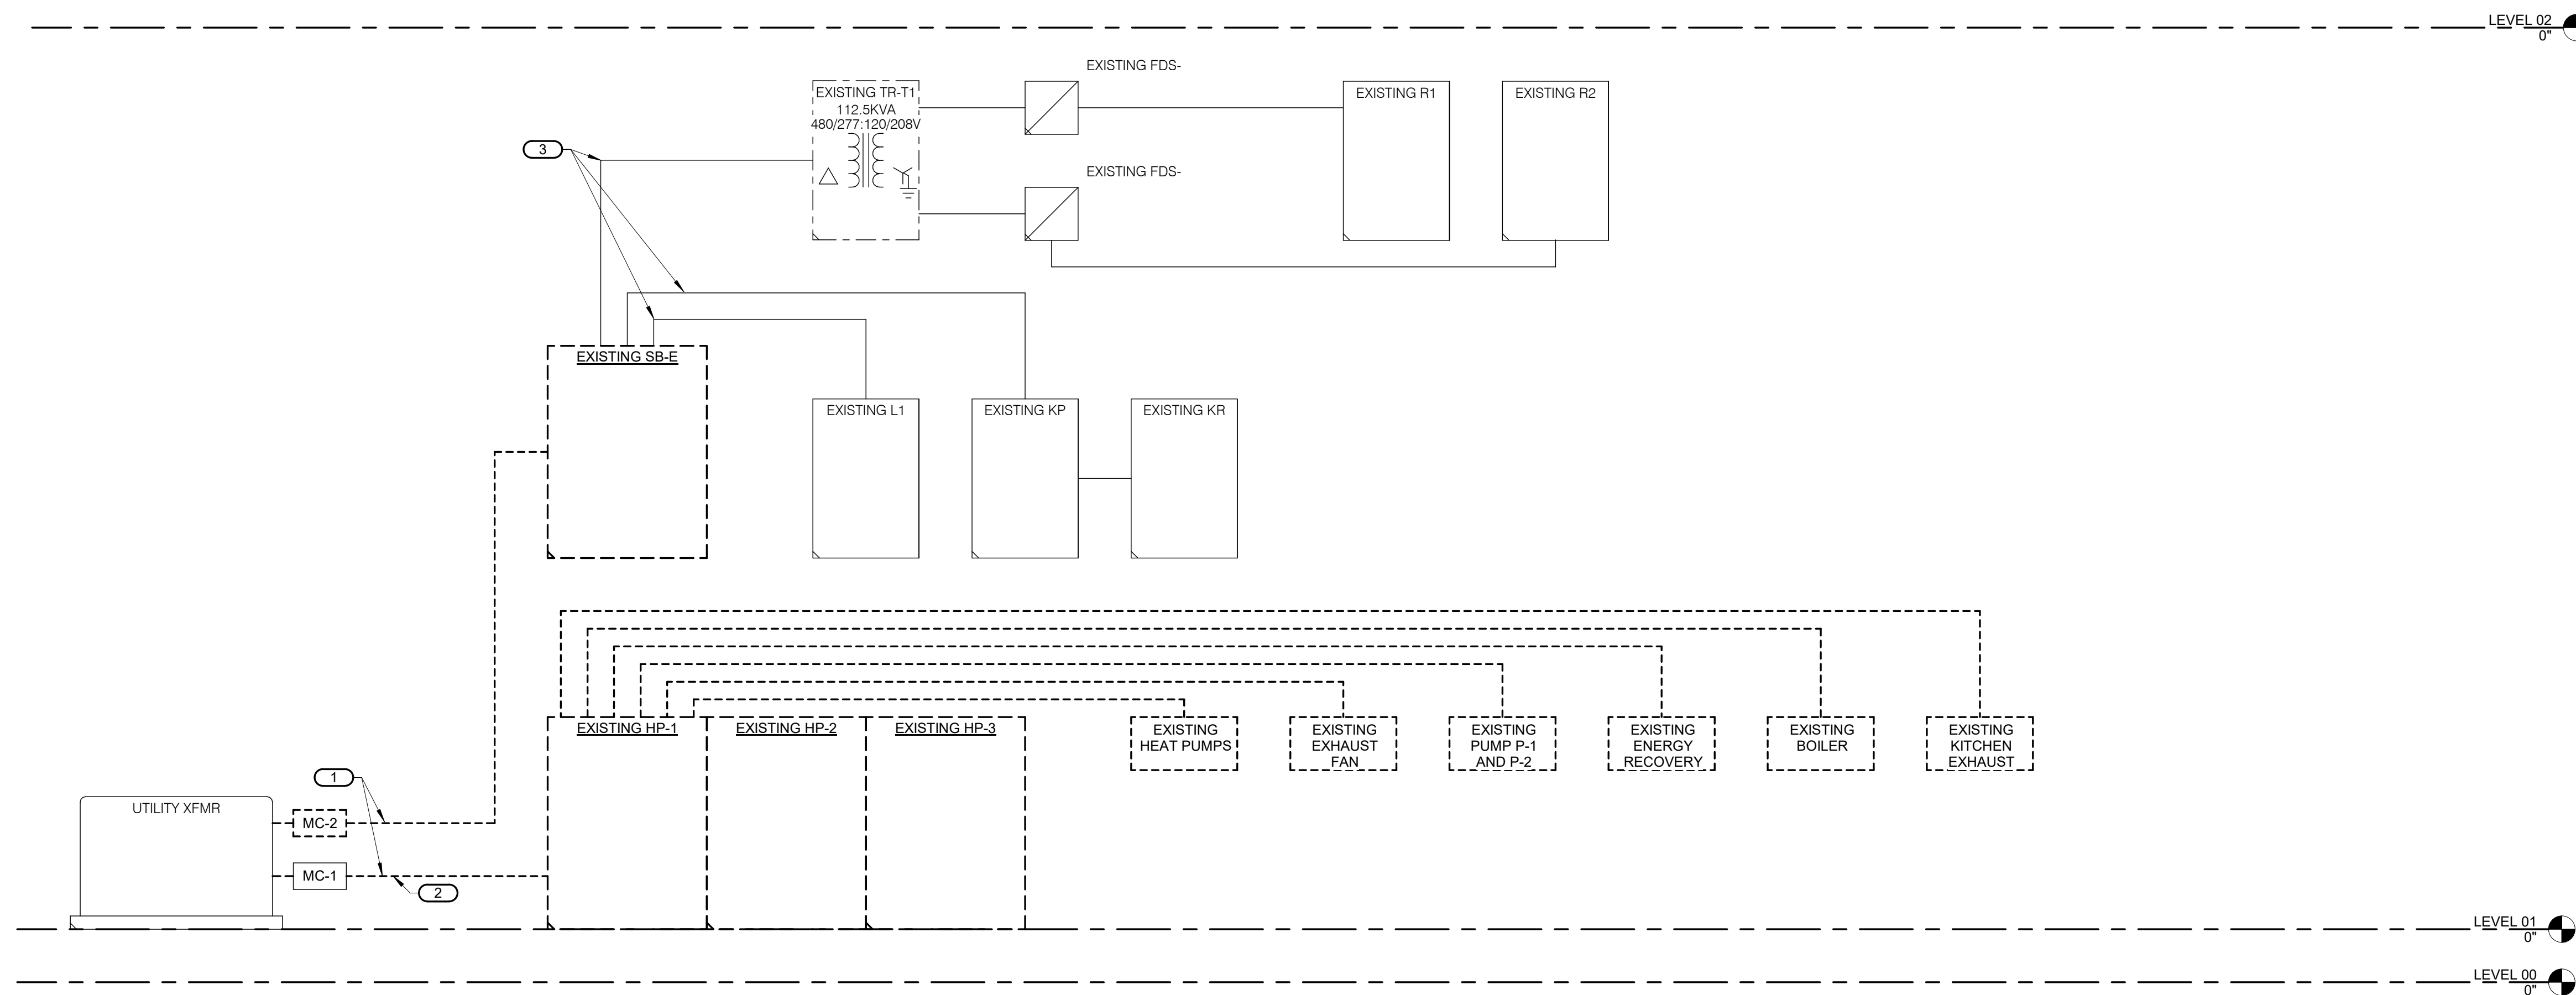 LEVEL 02
0"
EXISTING FDS-
EXISTING TR-T1
112.5KVA
480/277:120/208V
EXISTING R1
EXISTING R2
3
EXISTING FDS-
EXISTING SB-E
EXISTING L1
EXISTING KP
EXISTING KR
EXISTING HP-1
EXISTING HP-2
EXISTING HP-3
EXISTING
HEAT PUMPS
EXISTING
EXHAUST
FAN
EXISTING
PUMP P-1
AND P-2
EXISTING
ENERGY
RECOVERY
EXISTING
BOILER
EXISTING
KITCHEN
EXHAUST
1
UTILITY XFMR
MC-2
MC-1
2
LEVEL 01
0"
LEVEL 00
0"